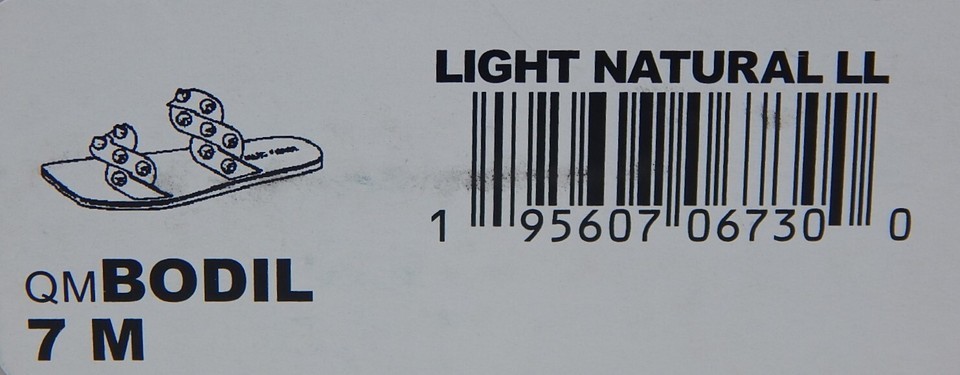 LIGHT NATURAL LL
1 95607 06730 0
QMBODIL
7 M